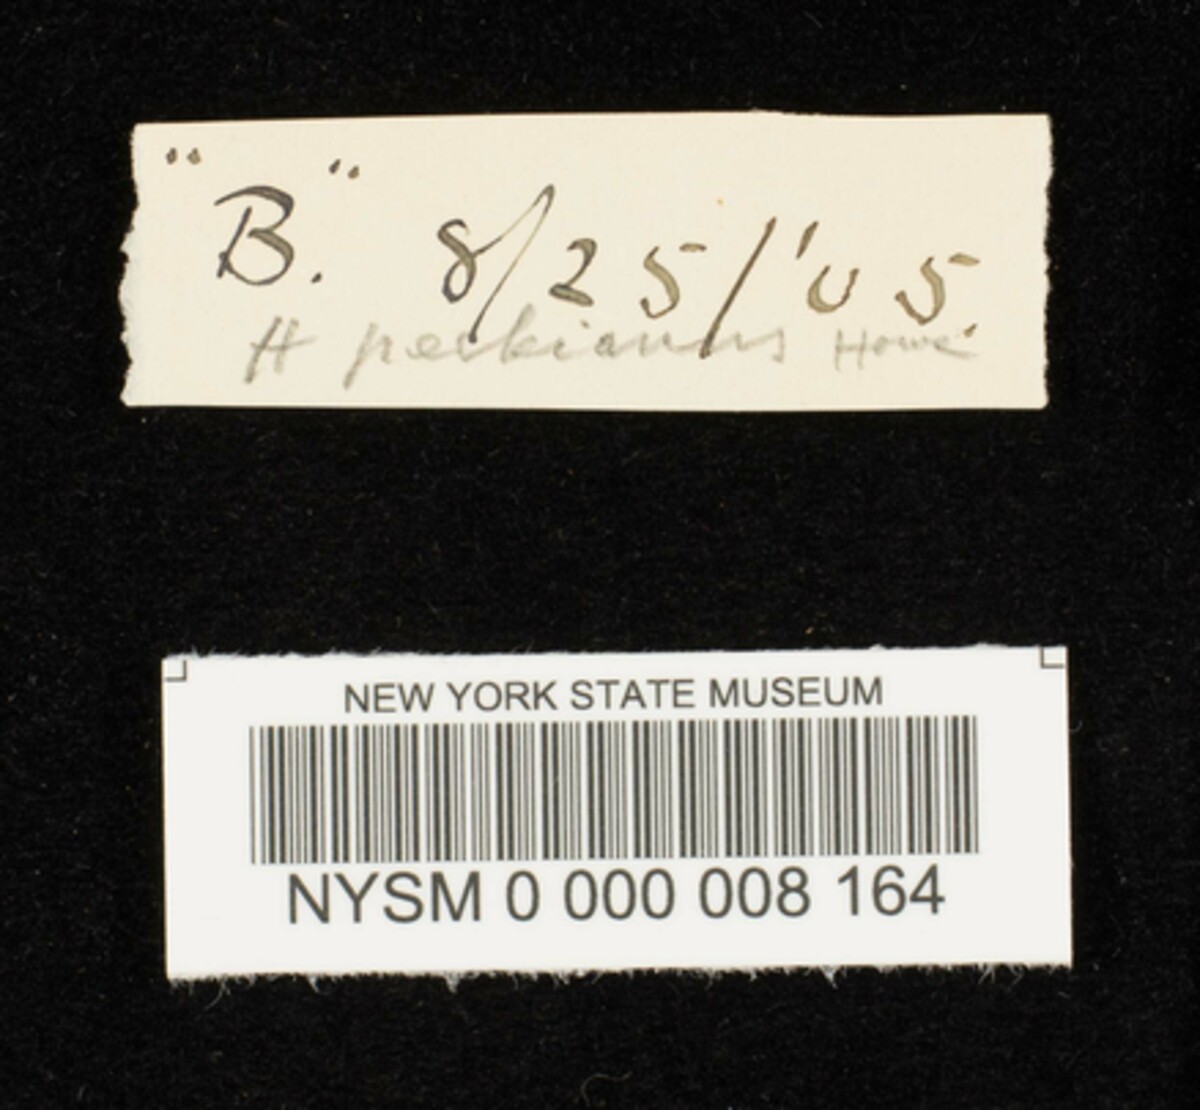 "B." 8/25/'05.
H peckianus Howe
NEW YORK STATE MUSEUM
NYSM 0 000 008 164